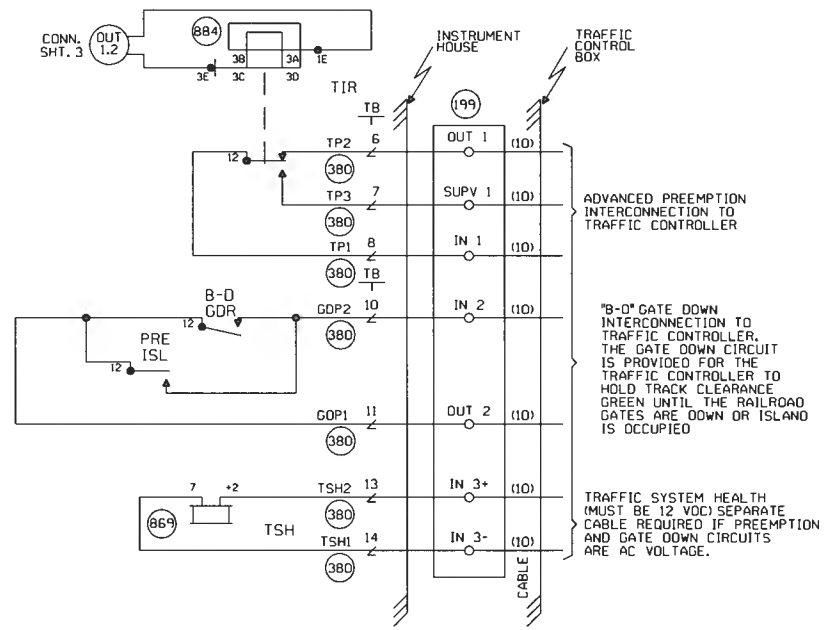 CONN.
SHT. 3
OUT
1.2
884
3B 3A 1E
3E 3C 3D
TIR
INSTRUMENT
HOUSE
TRAFFIC
CONTROL
BOX
TB
199
12
TP2 6 OUT 1 (10)
380
TP3 7 SUPV 1 (10)
380
TP1 8 IN 1 (10)
380 TB
ADVANCED PREEMPTION
INTERCONNECTION TO
TRAFFIC CONTROLLER
B-D
GDR
12
PRE
ISL
12
GDP2 10 IN 2 (10)
380
GDP1 11 OUT 2 (10)
380
"B-D" GATE DOWN
INTERCONNECTION TO
TRAFFIC CONTROLLER.
THE GATE DOWN CIRCUIT
IS PROVIDED FOR THE
TRAFFIC CONTROLLER TO
HOLD TRACK CLEARANCE
GREEN UNTIL THE RAILROAD
GATES ARE DOWN OR ISLAND
IS OCCUPIED
7 +2
869
TSH
TSH2 13 IN 3+ (10)
380
TSH1 14 IN 3- (10)
380
CABLE
TRAFFIC SYSTEM HEALTH
(MUST BE 12 VDC) SEPARATE
CABLE REQUIRED IF PREEMPTION
AND GATE DOWN CIRCUITS
ARE AC VOLTAGE.